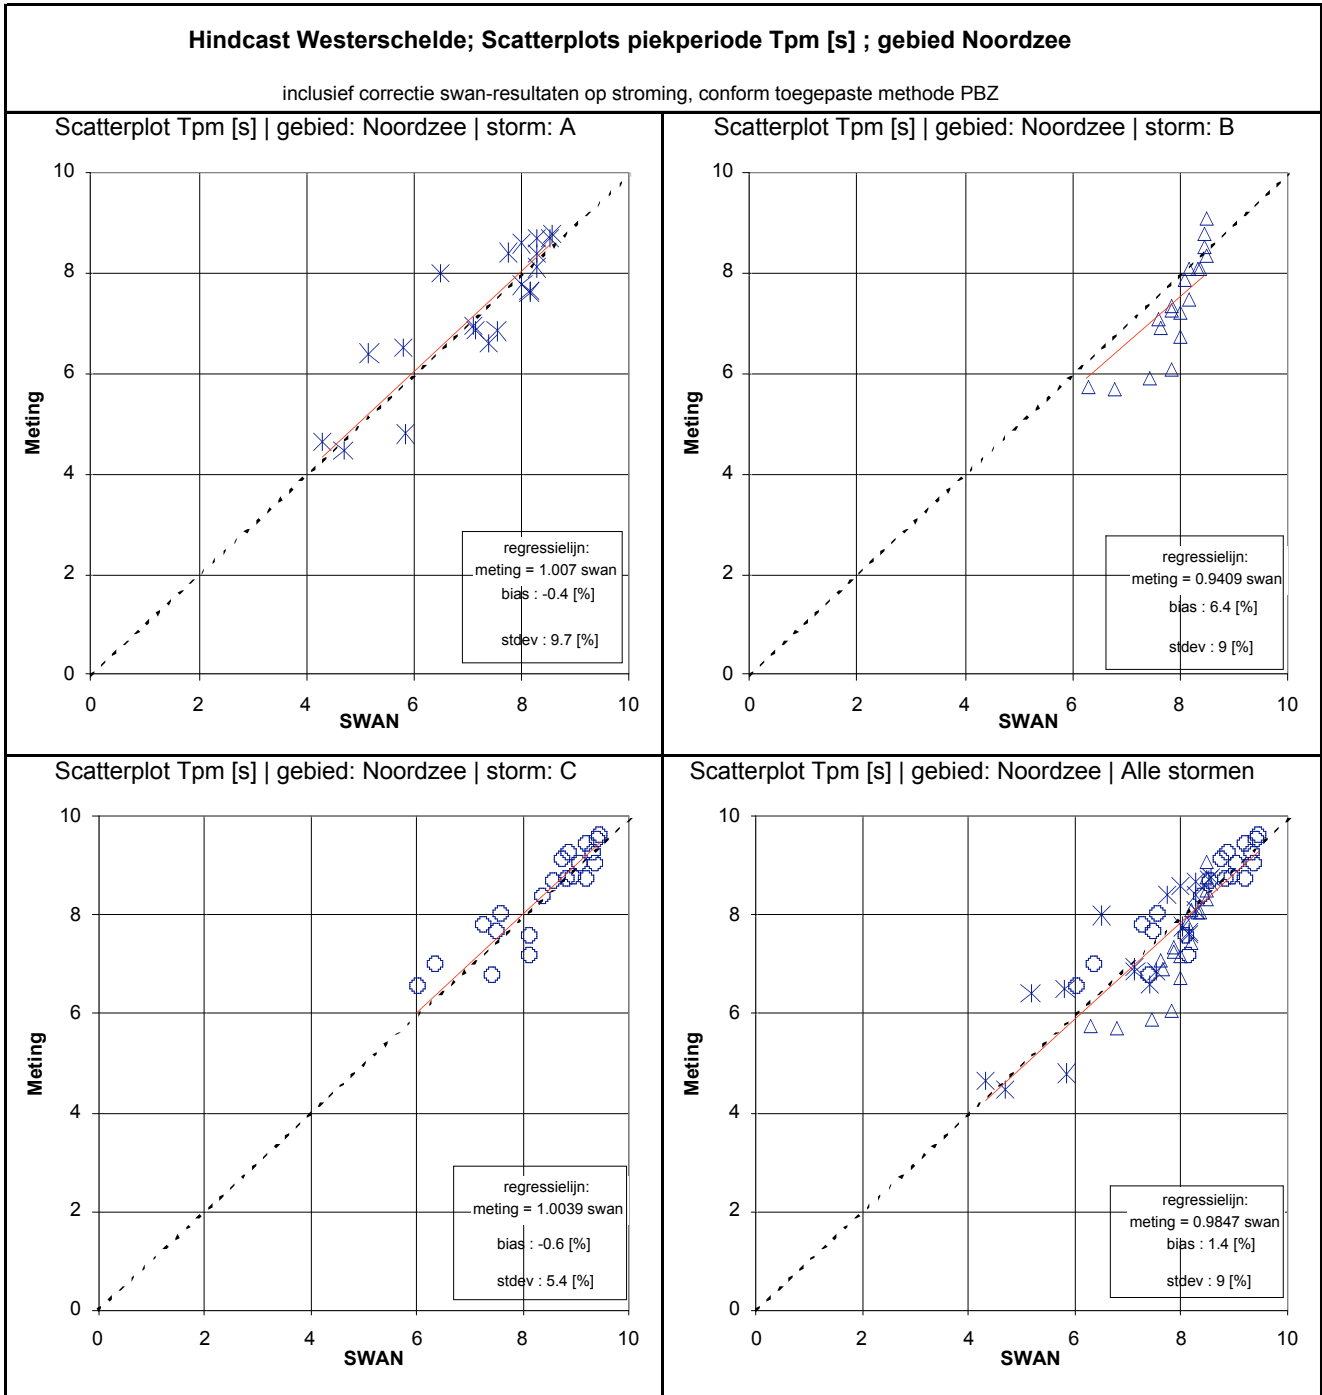 Hindcast Westerschelde; Scatterplots piekperiode Tpm [s] ; gebied Noordzee
inclusief correctie swan-resultaten op stroming, conform toegepaste methode PBZ
Scatterplot Tpm [s] | gebied: Noordzee | storm: A
10
8
6
4
2
0
Meting
regressielijn:
meting = 1.007 swan
bias : -0.4 [%]
stdev : 9.7 [%]
0 2 4 6 8 10
SWAN
Scatterplot Tpm [s] | gebied: Noordzee | storm: B
10
8
6
4
2
0
Meting
regressielijn:
meting = 0.9409 swan
bias : 6.4 [%]
stdev : 9 [%]
0 2 4 6 8 10
SWAN
Scatterplot Tpm [s] | gebied: Noordzee | storm: C
10
8
6
4
2
0
Meting
regressielijn:
meting = 1.0039 swan
bias : -0.6 [%]
stdev : 5.4 [%]
0 2 4 6 8 10
SWAN
Scatterplot Tpm [s] | gebied: Noordzee | Alle stormen
10
8
6
4
2
0
Meting
regressielijn:
meting = 0.9847 swan
bias : 1.4 [%]
stdev : 9 [%]
0 2 4 6 8 10
SWAN